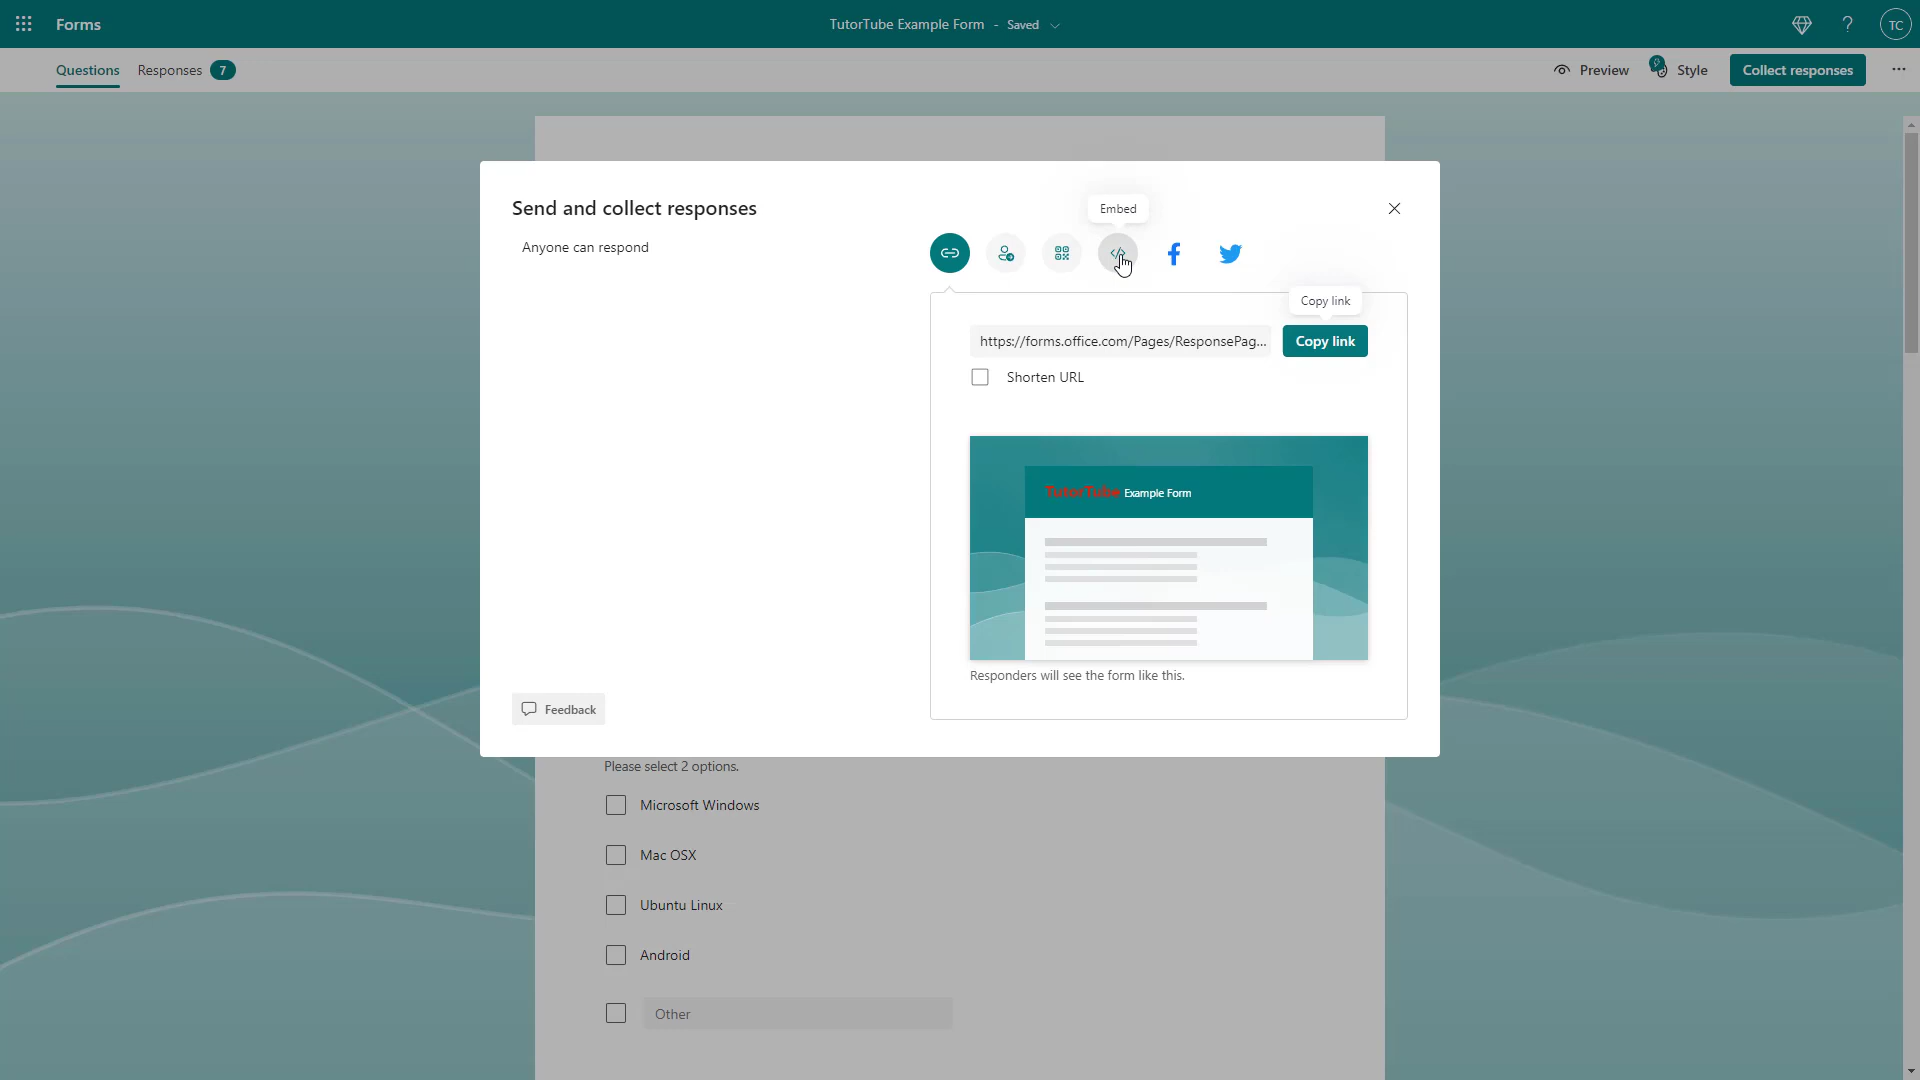 Forms
TutorTube Example Form - Saved
?
TC
Questions
Responses 7
Preview
Style
Collect responses
Send and collect responses
Embed
Anyone can respond
Copy link
https://forms.office.com/Pages/ResponsePag...
Copy link
Shorten URL
TutorTube Example Form
Responders will see the form like this.
Feedback
Please select 2 options.
Microsoft Windows
Mac OSX
Ubuntu Linux
Android
Other